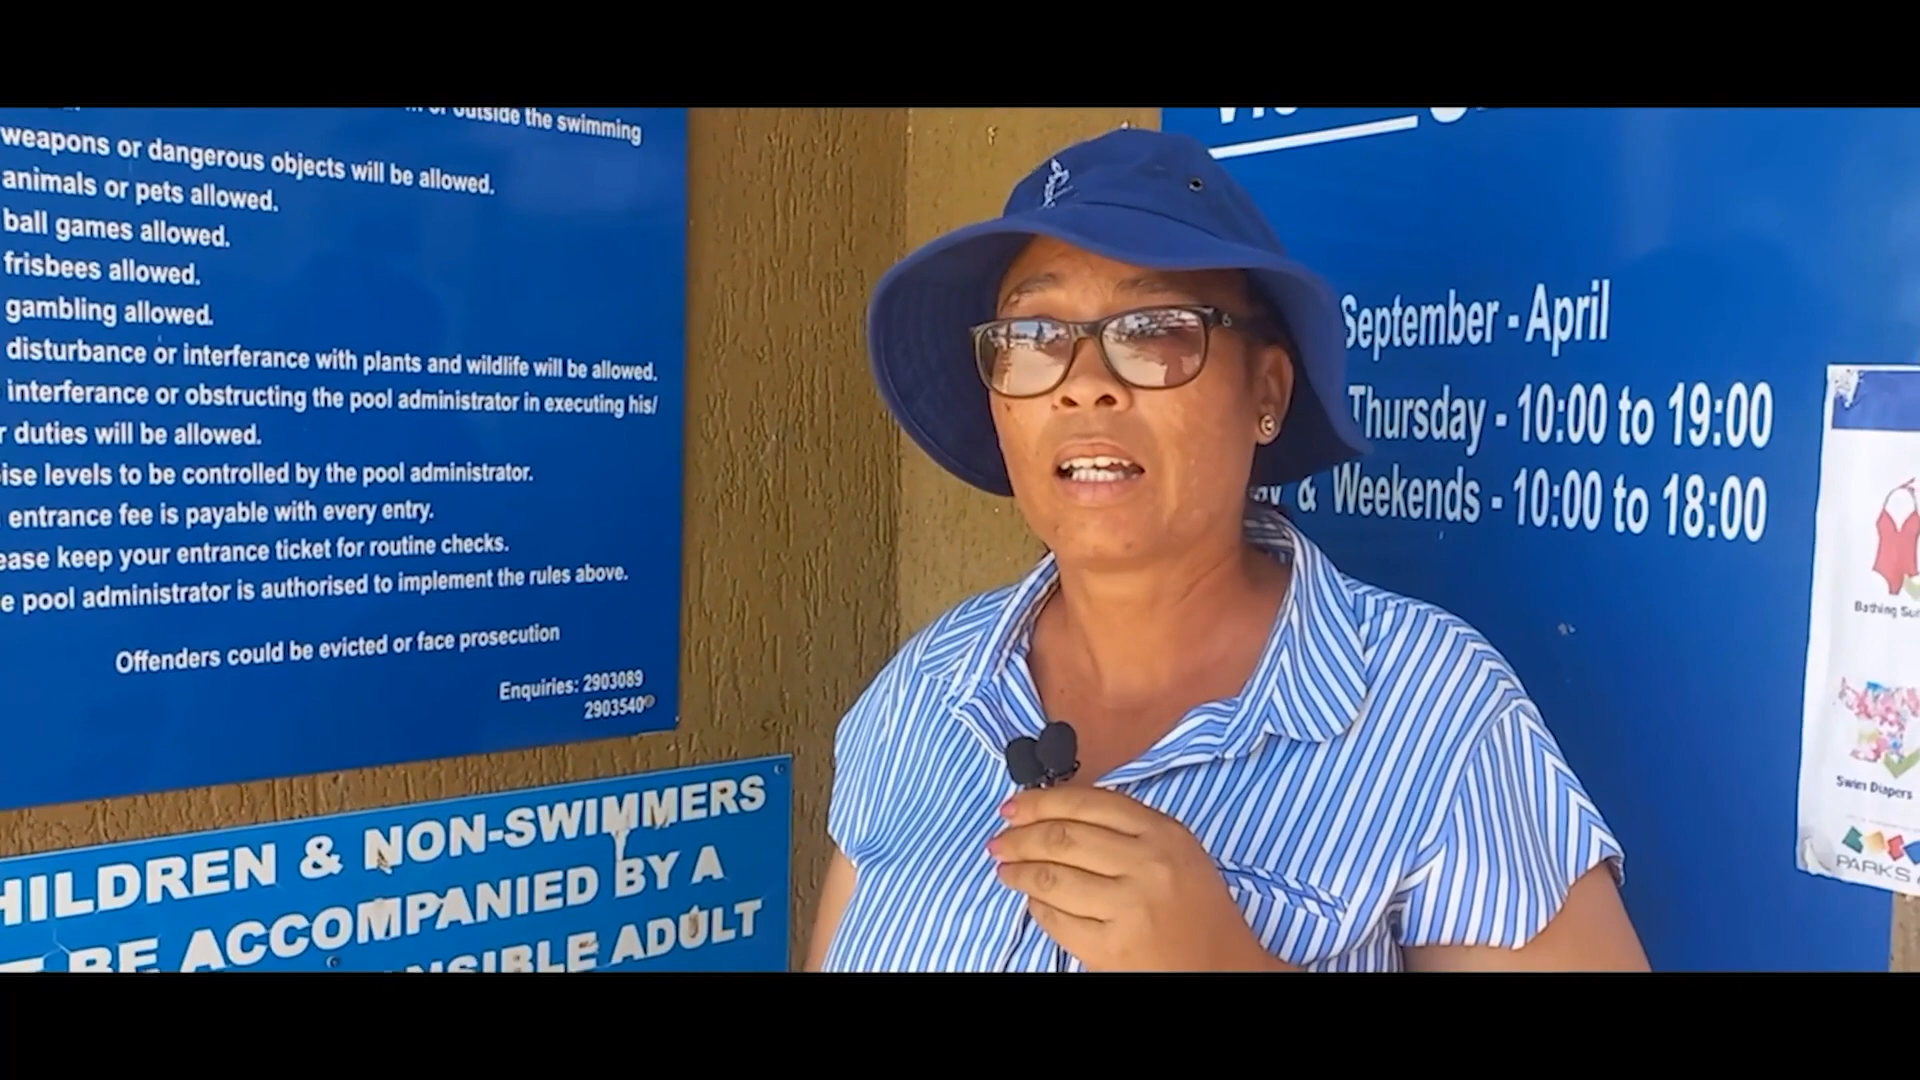 outside the swimming
weapons or dangerous objects will be allowed.
animals or pets allowed.
ball games allowed.
frisbees allowed.
gambling allowed.
disturbance or interferance with plants and wildlife will be allowed.
interferance or obstructing the pool administrator in executing his/
duties will be allowed.
levels to be controlled by the pool administrator.
entrance fee is payable with every entry.
keep your entrance ticket for routine checks.
pool administrator is authorised to implement the rules above.
Offenders could be evicted or face prosecution
Enquiries: 2903089
2903540
HILDREN & NON-SWIMMERS
BE ACCOMPANIED BY A
NSIBLE ADULT
September - April
Thursday - 10:00 to 19:00
& Weekends - 10:00 to 18:00
Bathing Sui
Swim Diapers
PARKS